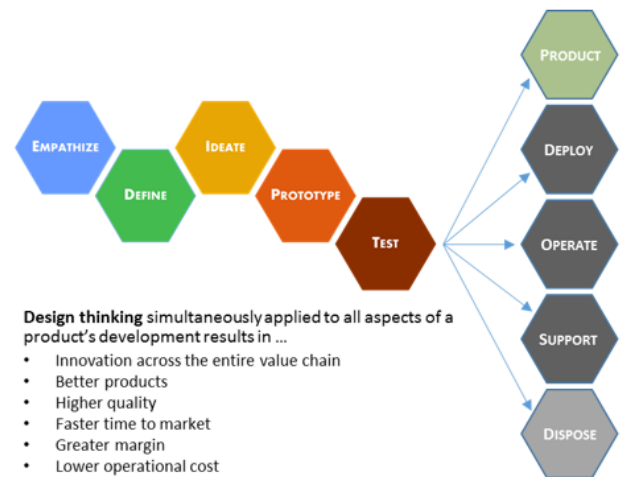 PRODUCT
EMPATHIZE
IDEATE
DEPLOY
DEFINE
PROTOTYPE
TEST
OPERATE
SUPPORT
DISPOSE
Design thinking simultaneously applied to all aspects of a
product's development results in ...
• Innovation across the entire value chain
• Better products
• Higher quality
• Faster time to market
• Greater margin
• Lower operational cost